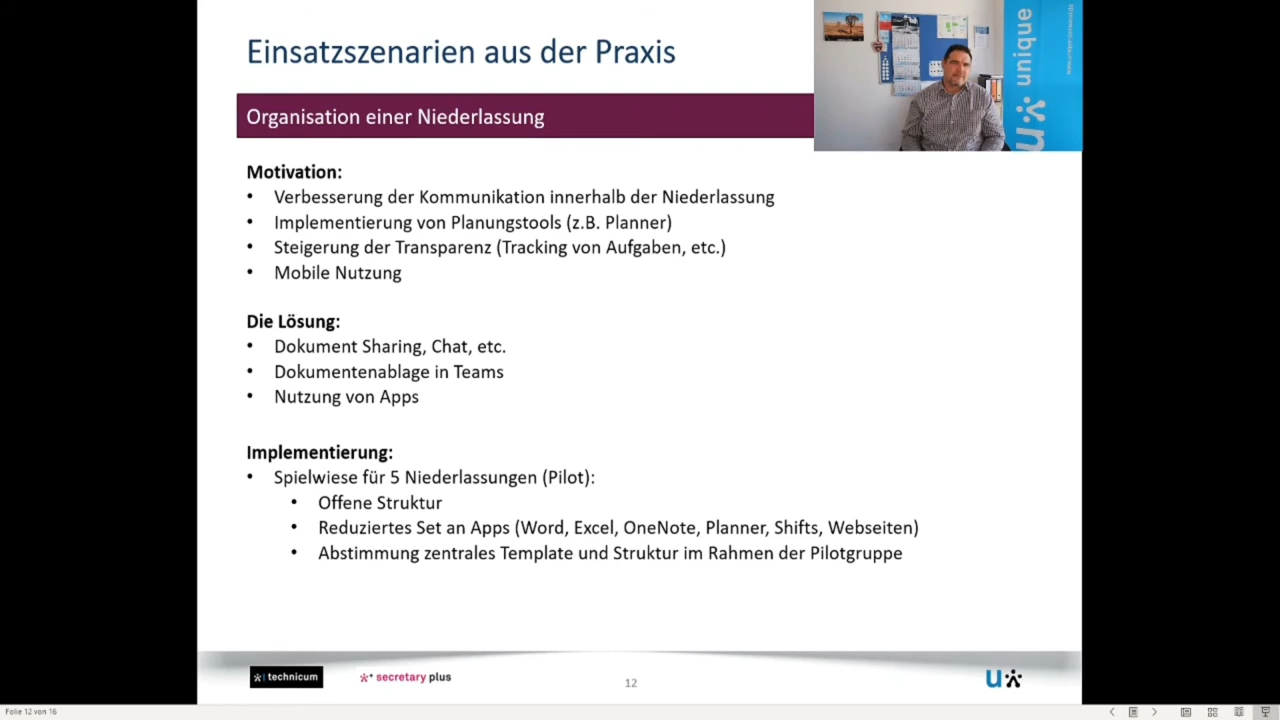 Einsatzszenarien aus der Praxis
Organisation einer Niederlassung
unique
Motivation:
• Verbesserung der Kommunikation innerhalb der Niederlassung
• Implementierung von Planungstools (z.B. Planner)
• Steigerung der Transparenz (Tracking von Aufgaben, etc.)
• Mobile Nutzung
Die Lösung:
• Dokument Sharing, Chat, etc.
• Dokumentenablage in Teams
• Nutzung von Apps
Implementierung:
• Spielwiese für 5 Niederlassungen (Pilot):
• Offene Struktur
• Reduziertes Set an Apps (Word, Excel, OneNote, Planner, Shifts, Webseiten)
• Abstimmung zentrales Template und Struktur im Rahmen der Pilotgruppe
technicum
secretary plus
12
u
Folie 12 von 16